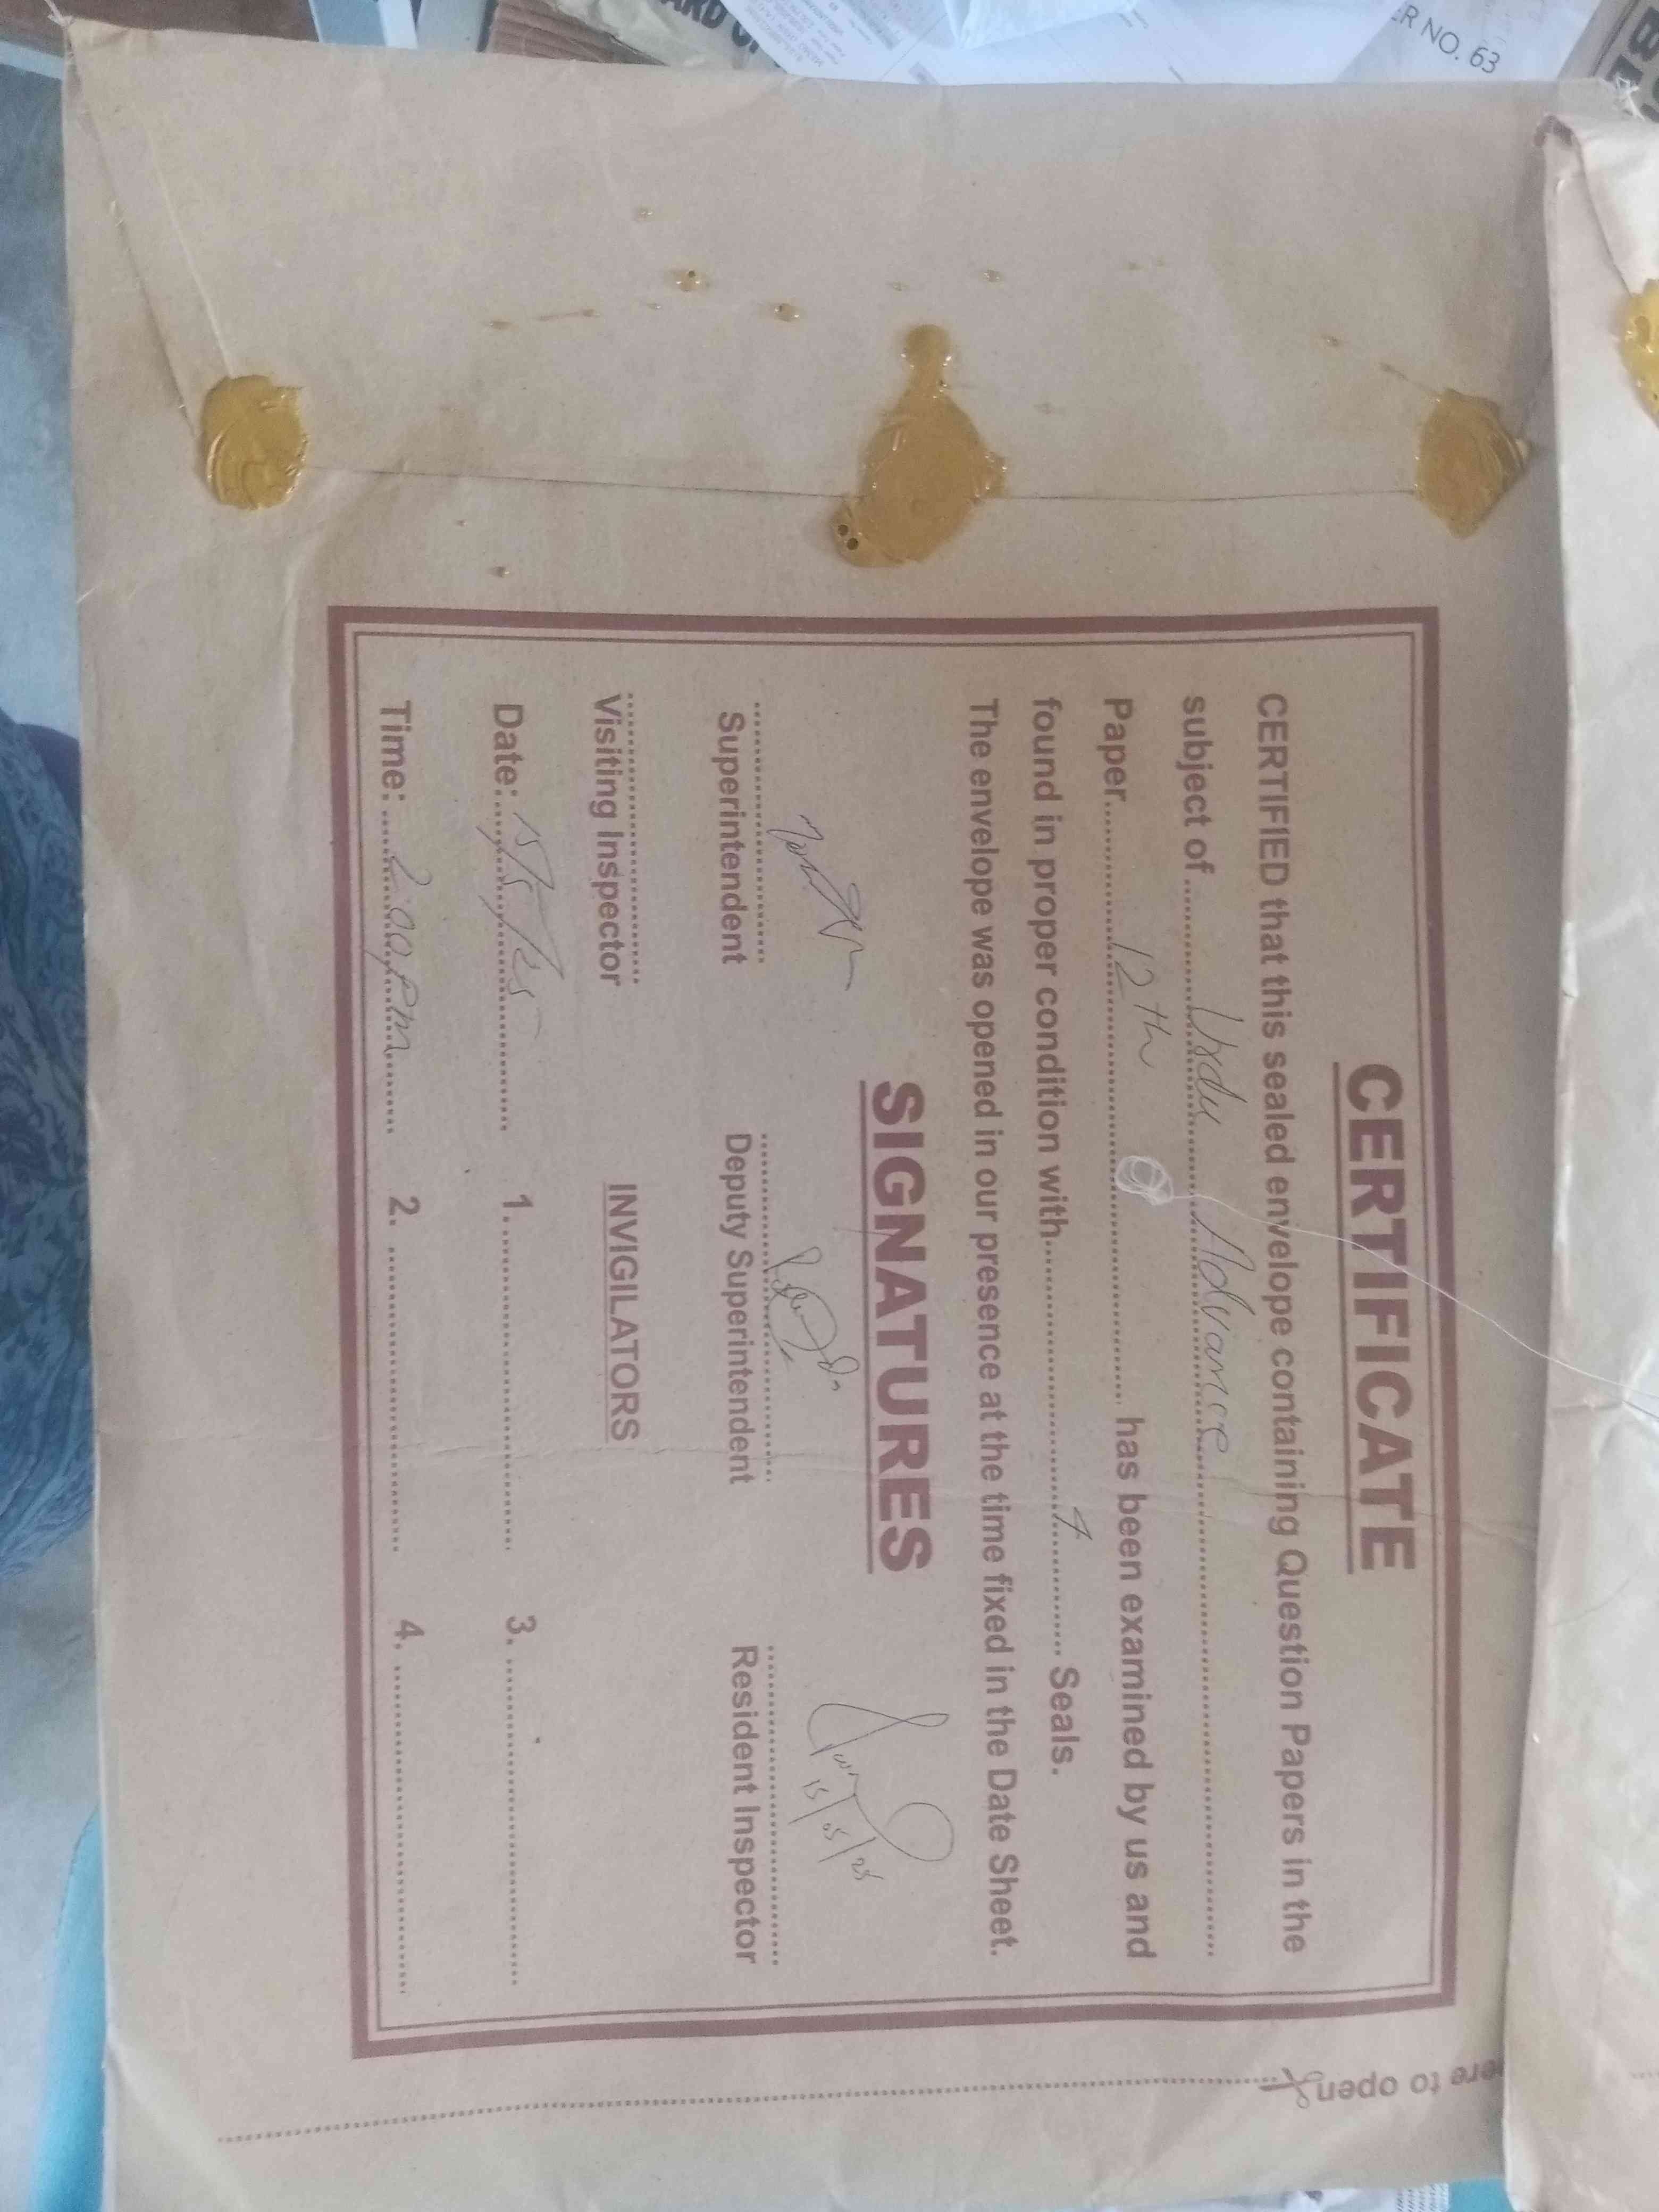 CERTIFICATE
CERTIFIED that this sealed envelope containing Question Papers in the
subject of Urdu Advance
Paper 12th has been examined by us and
found in proper condition with 4 Seals.
The envelope was opened in our presence at the time fixed in the Date Sheet.
SIGNATURES
15/05/25
Superintendent Deputy Superintendent Resident Inspector
Visiting Inspector INVIGILATORS
Date: 15/5/25 1. 3.
Time: 2:00pm 2. 4.
ere to open
ER NO. 63